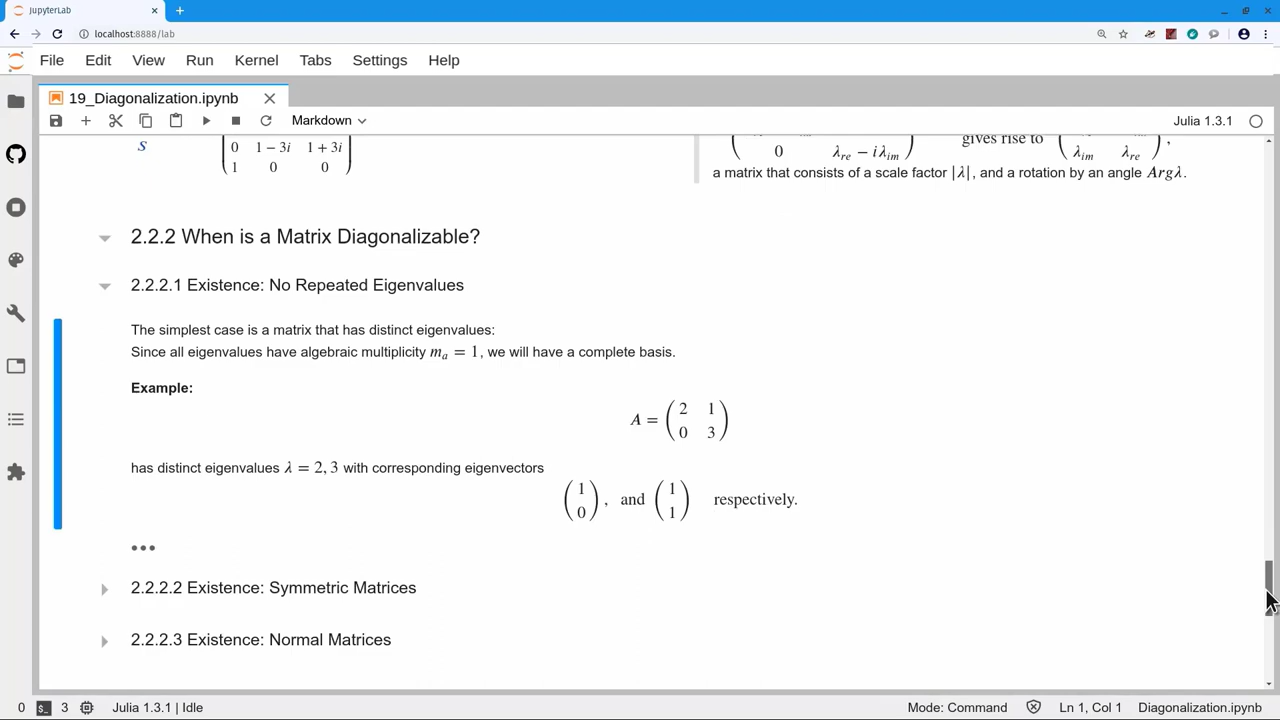 JupyterLab
localhost:8888/lab
File Edit View Run Kernel Tabs Settings Help
19_Diagonalization.ipynb
Markdown
Julia 1.3.1
S
0 1 − 3i 1 + 3i
1 0 0
0 λre − iλim
gives rise to
λim λre
,
a matrix that consists of a scale factor |λ|, and a rotation by an angle Argλ.
2.2.2 When is a Matrix Diagonalizable?
2.2.2.1 Existence: No Repeated Eigenvalues
The simplest case is a matrix that has distinct eigenvalues:
Since all eigenvalues have algebraic multiplicity ma = 1, we will have a complete basis.
Example:
A = ( 2 1
0 3 )
has distinct eigenvalues λ = 2, 3 with corresponding eigenvectors
( 1
0 ) , and ( 1
1 ) respectively.
•••
2.2.2.2 Existence: Symmetric Matrices
2.2.2.3 Existence: Normal Matrices
0 3 Julia 1.3.1 | Idle Mode: Command Ln 1, Col 1 Diagonalization.ipynb